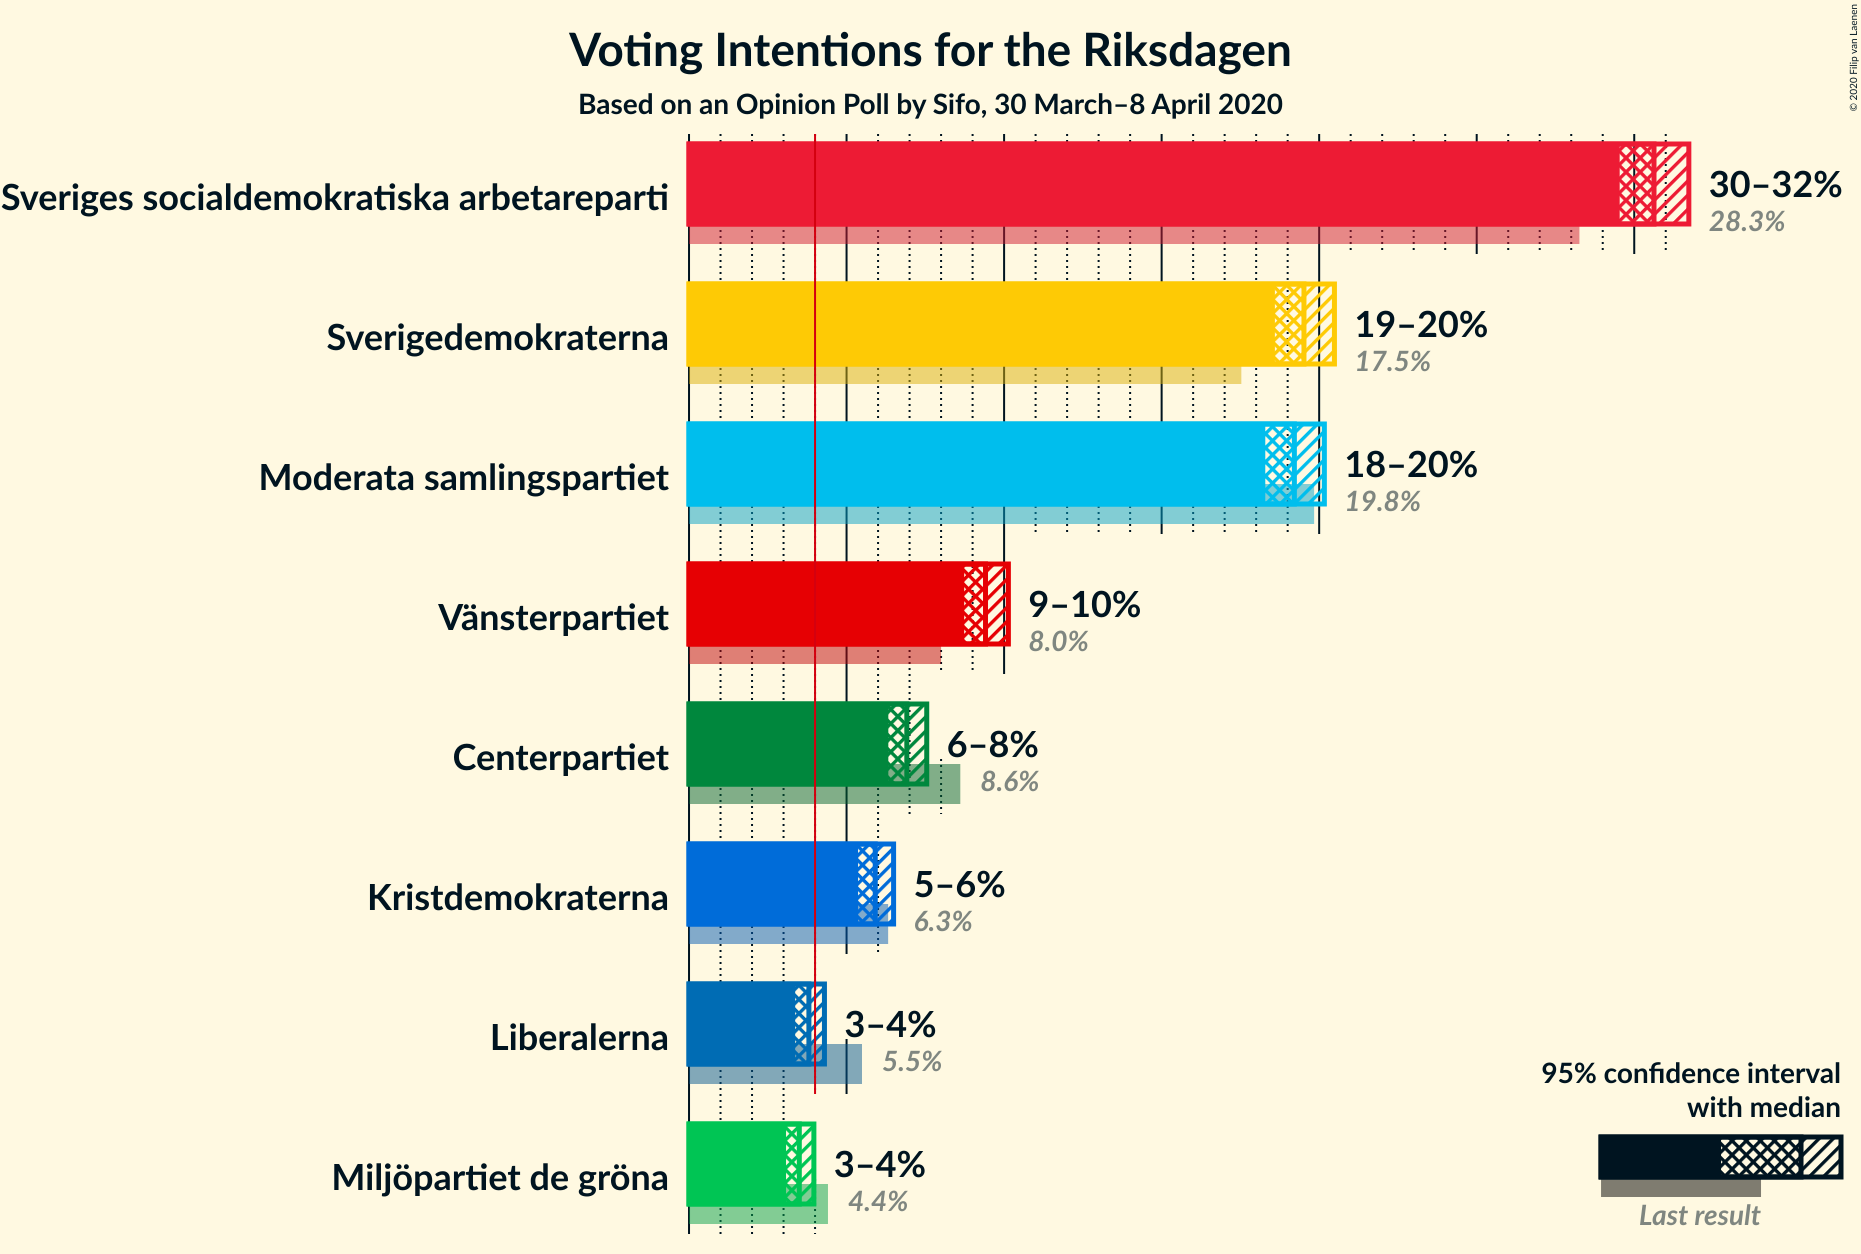 Voting Intentions for the Riksdagen
Based on an Opinion Poll by Sifo, 30 March–8 April 2020
© 2020 Filip van Laenen
Sveriges socialdemokratiska arbetareparti
30–32%
28.3%
Sverigedemokraterna
19–20%
17.5%
Moderata samlingspartiet
18–20%
19.8%
Vänsterpartiet
9–10%
8.0%
Centerpartiet
6–8%
8.6%
Kristdemokraterna
5–6%
6.3%
Liberalerna
3–4%
5.5%
Miljöpartiet de gröna
3–4%
4.4%
95% confidence interval
with median
Last result